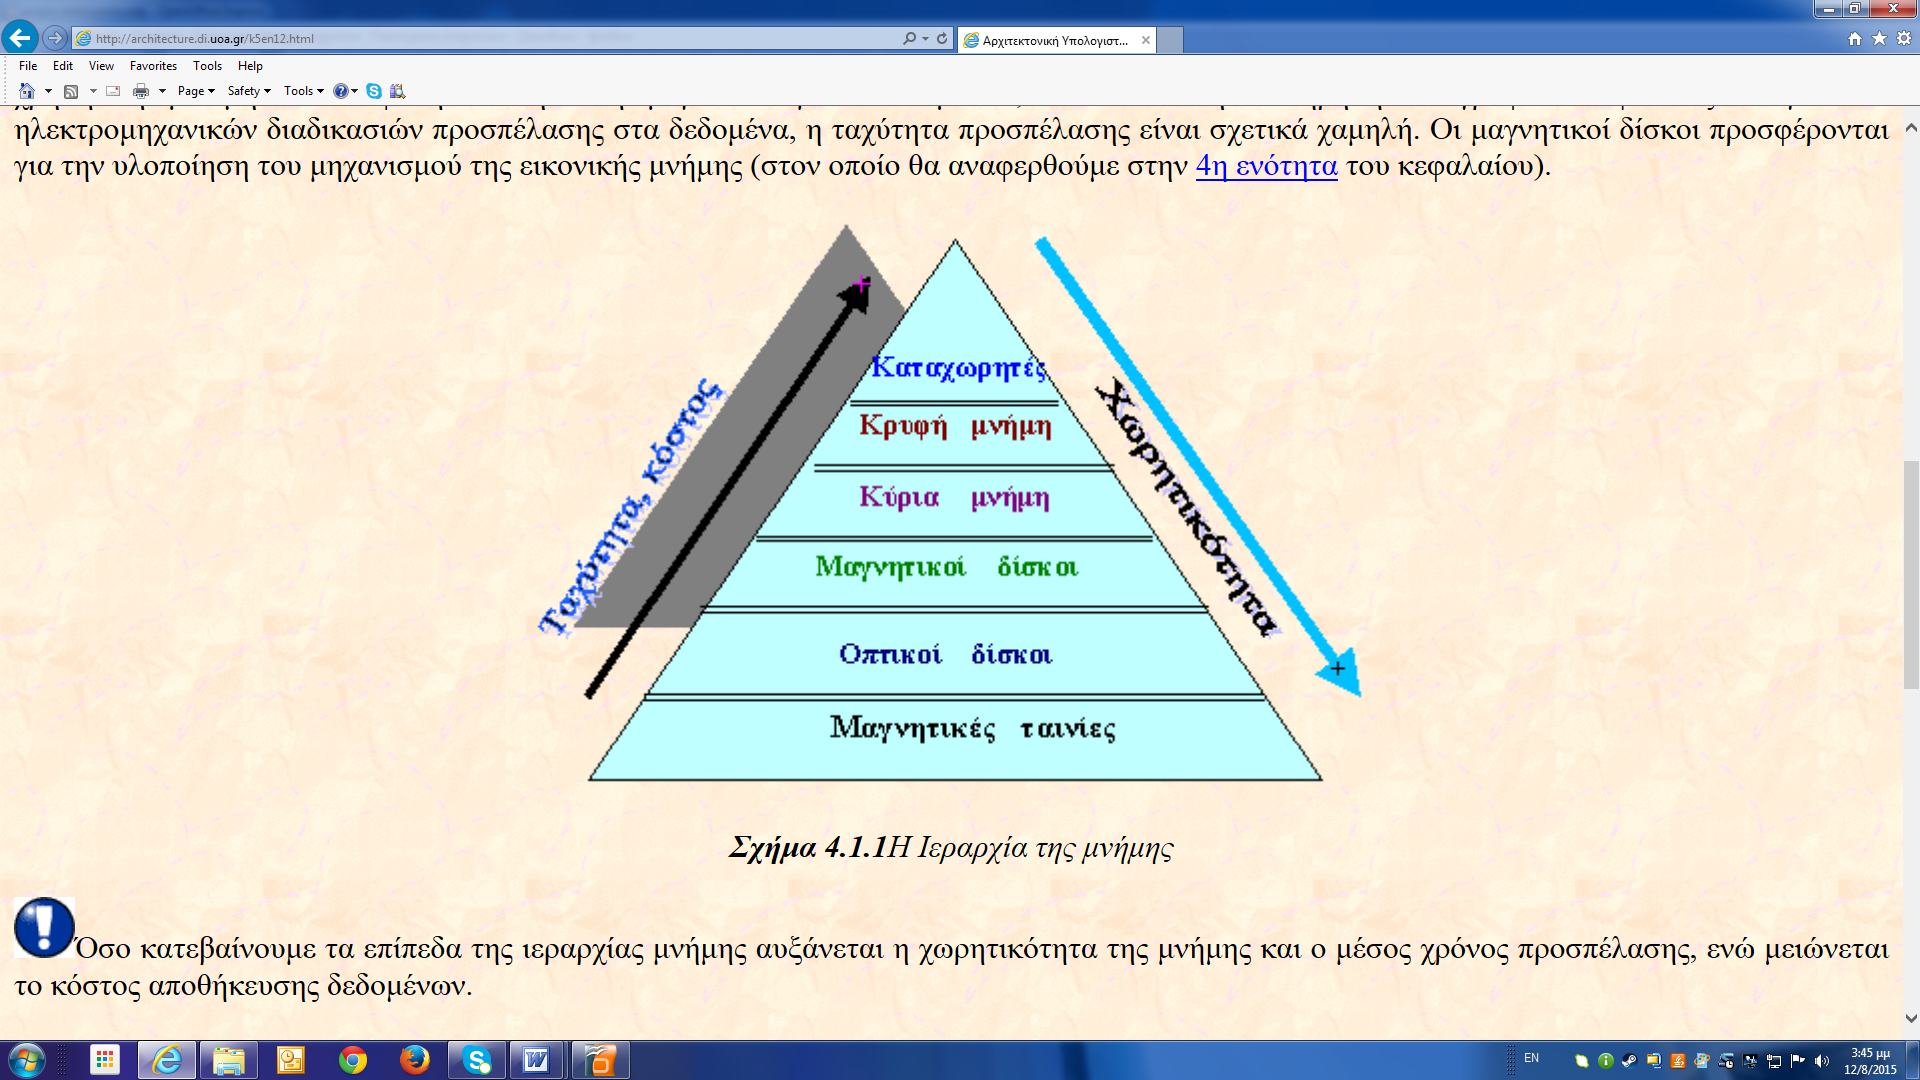 http://architecture.di.uoa.gr/k5en12.html
Αρχιτεκτονική Υπολογιστ...
File Edit View Favorites Tools Help
Page Safety Tools
ηλεκτρομηχανικών διαδικασιών προσπέλασης στα δεδομένα, η ταχύτητα προσπέλασης είναι σχετικά χαμηλή. Οι μαγνητικοί δίσκοι προσφέρονται
για την υλοποίηση του μηχανισμού της εικονικής μνήμης (στον οποίο θα αναφερθούμε στην 4η ενότητα του κεφαλαίου).
Ταχύτητα, κόστος
Χωρητικότητα
Καταχωρητές
Κρυφή μνήμη
Κύρια μνήμη
Μαγνητικοί δίσκοι
Οπτικοί δίσκοι
Μαγνητικές ταινίες
Σχήμα 4.1.1Η Ιεραρχία της μνήμης
Όσο κατεβαίνουμε τα επίπεδα της ιεραρχίας μνήμης αυξάνεται η χωρητικότητα της μνήμης και ο μέσος χρόνος προσπέλασης, ενώ μειώνεται
το κόστος αποθήκευσης δεδομένων.
EN
3:45 μμ
12/8/2015